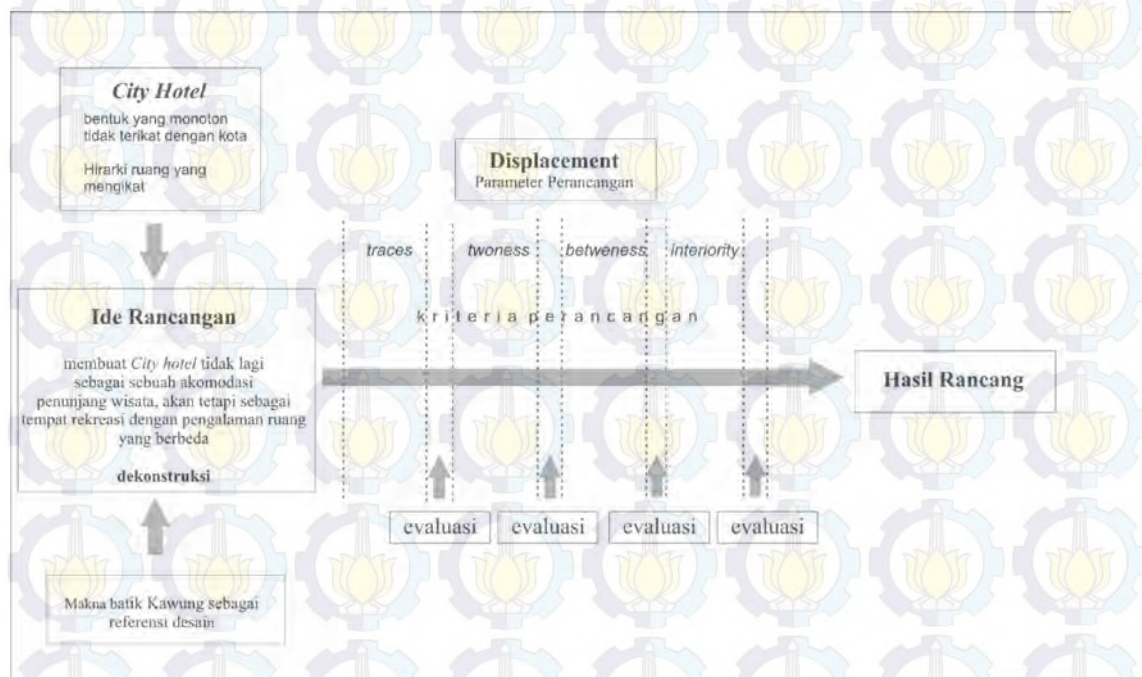 City Hotel
bentuk yang monoton
tidak terikat dengan kota
Hirarki ruang yang
mengikat
Displacement
Parameter Perancangan
traces
twoness
betweness
interiority
kriteria perancangan
Ide Rancangan
membuat City hotel tidak lagi
sebagai sebuah akomodasi
penunjang wisata, akan tetapi sebagai
tempat rekreasi dengan pengalaman ruang
yang berbeda
dekonstruksi
Hasil Rancang
evaluasi
evaluasi
evaluasi
evaluasi
Makna batik Kawung sebagai
referensi desain